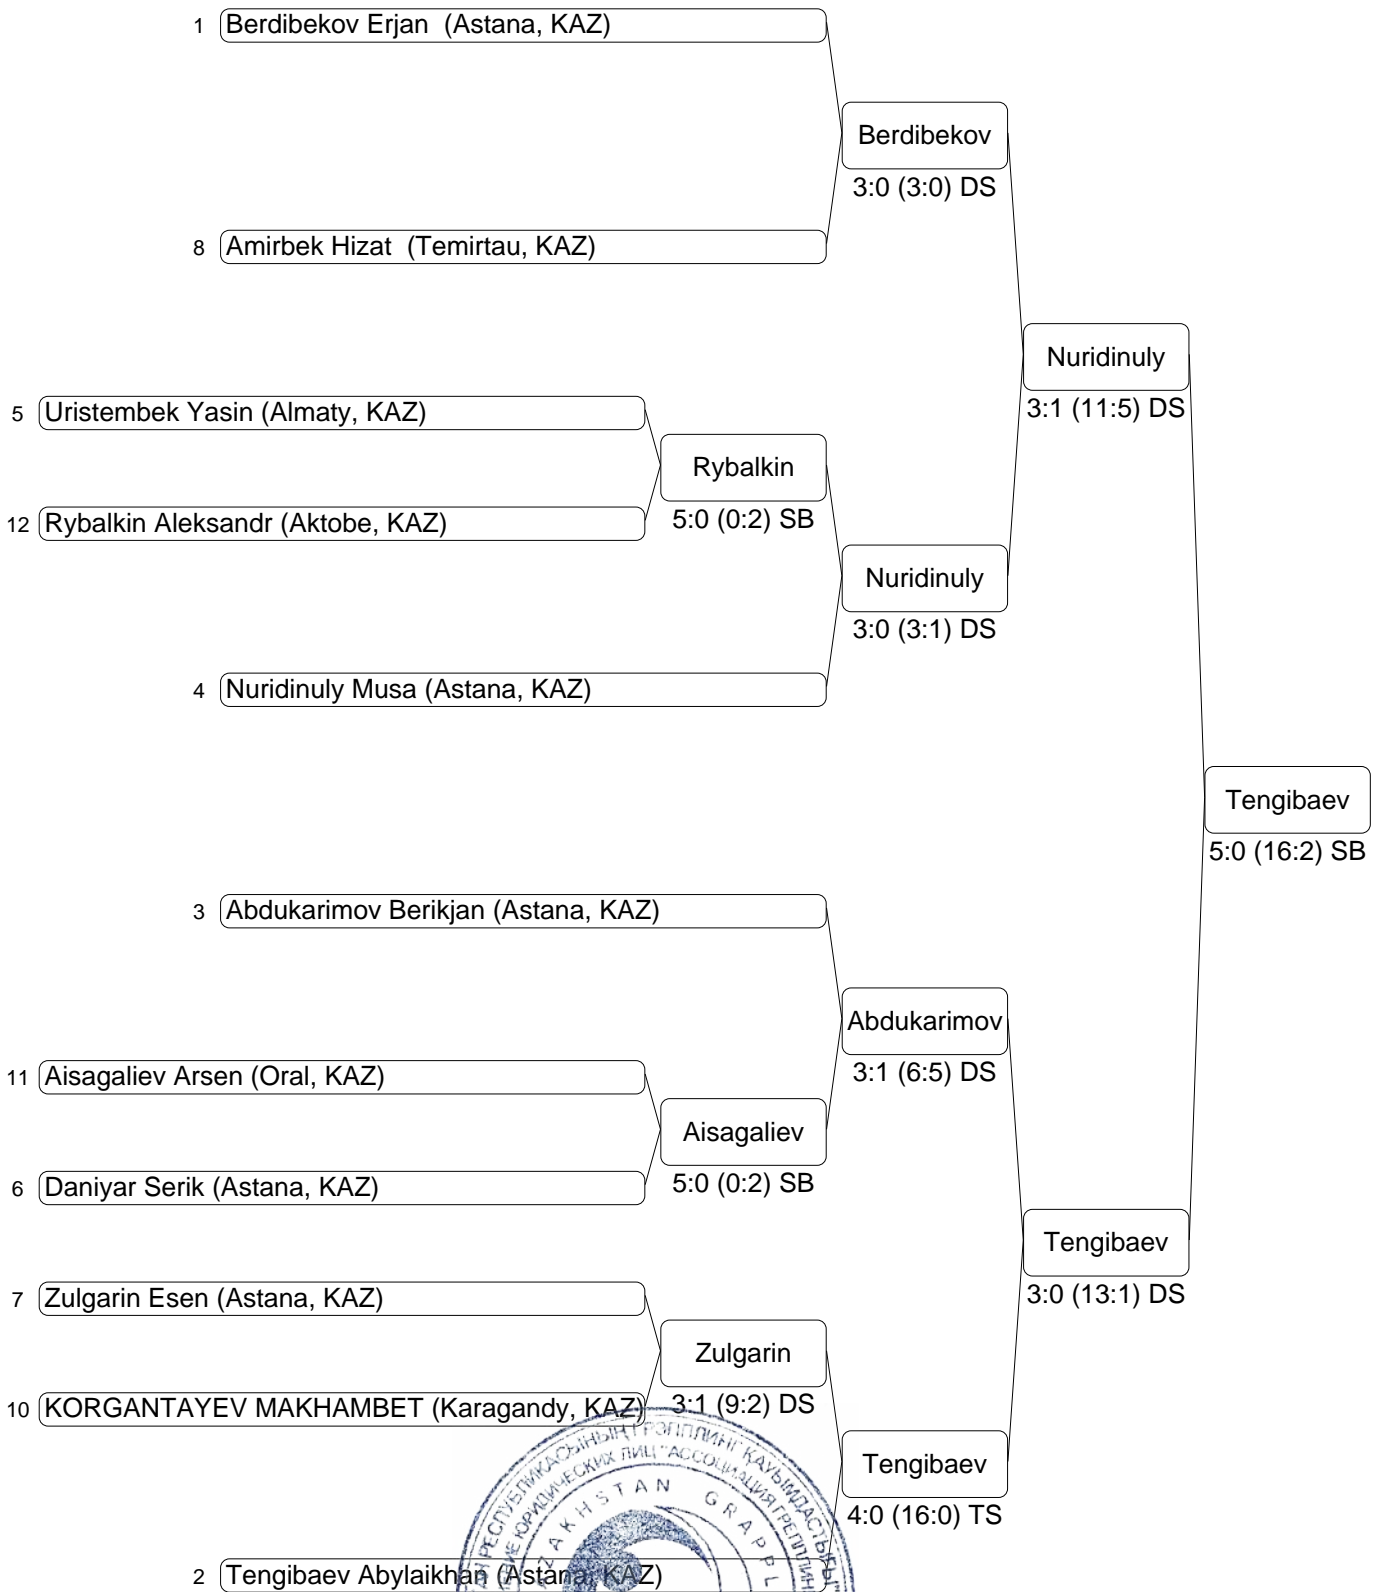 1 Berdibekov Erjan (Astana, KAZ)
Berdibekov
3:0 (3:0) DS
8 Amirbek Hizat (Temirtau, KAZ)
Nuridinuly
3:1 (11:5) DS
5 Uristembek Yasin (Almaty, KAZ)
Rybalkin
5:0 (0:2) SB
12 Rybalkin Aleksandr (Aktobe, KAZ)
Nuridinuly
3:0 (3:1) DS
4 Nuridinuly Musa (Astana, KAZ)
Tengibaev
5:0 (16:2) SB
3 Abdukarimov Berikjan (Astana, KAZ)
Abdukarimov
3:1 (6:5) DS
11 Aisagaliev Arsen (Oral, KAZ)
Aisagaliev
5:0 (0:2) SB
6 Daniyar Serik (Astana, KAZ)
Tengibaev
3:0 (13:1) DS
7 Zulgarin Esen (Astana, KAZ)
Zulgarin
3:1 (9:2) DS
10 KORGANTAYEV MAKHAMBET (Karagandy, KAZ)
Tengibaev
4:0 (16:0) TS
2 Tengibaev Abylaikhan (Astana, KAZ)
ГРЭППЛИНГ ҚАУЫМДАСТЫҒЫ
ЮРИДИЧЕСКИХ ЛИЦ "АССОЦИАЦИЯ